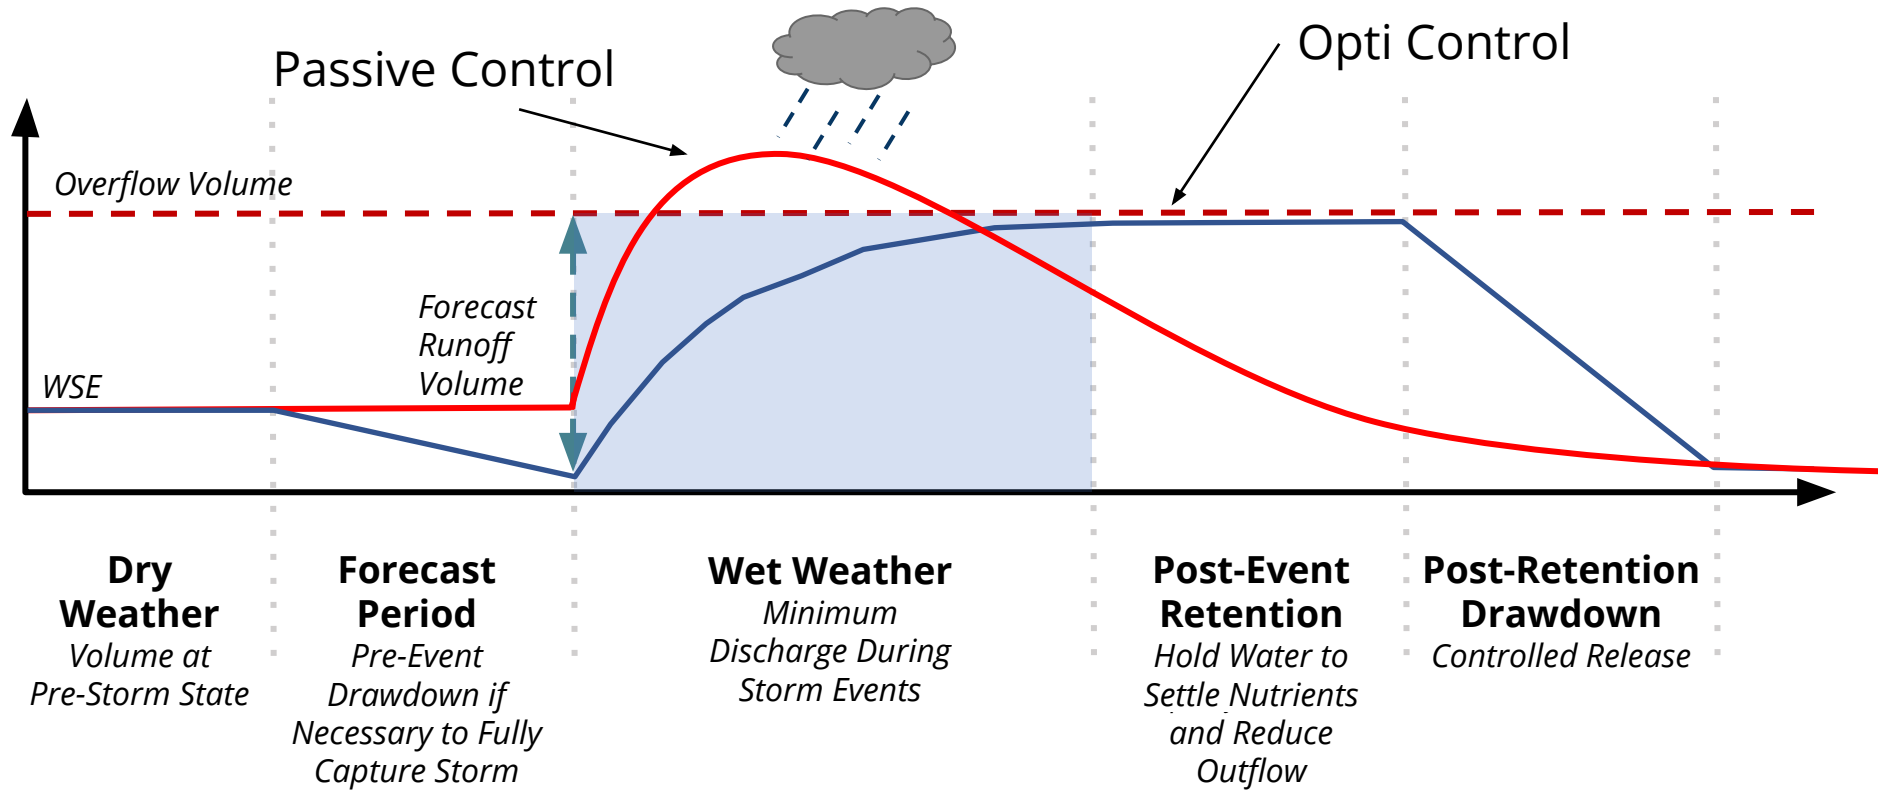 Passive Control
Opti Control
Overflow Volume
Forecast
Runoff
Volume
WSE
Dry
Weather
Volume at
Pre-Storm State
Forecast
Period
Pre-Event
Drawdown if
Necessary to Fully
Capture Storm
Wet Weather
Minimum
Discharge During
Storm Events
Post-Event
Retention
Hold Water to
Settle Nutrients
and Reduce
Outflow
Post-Retention
Drawdown
Controlled Release